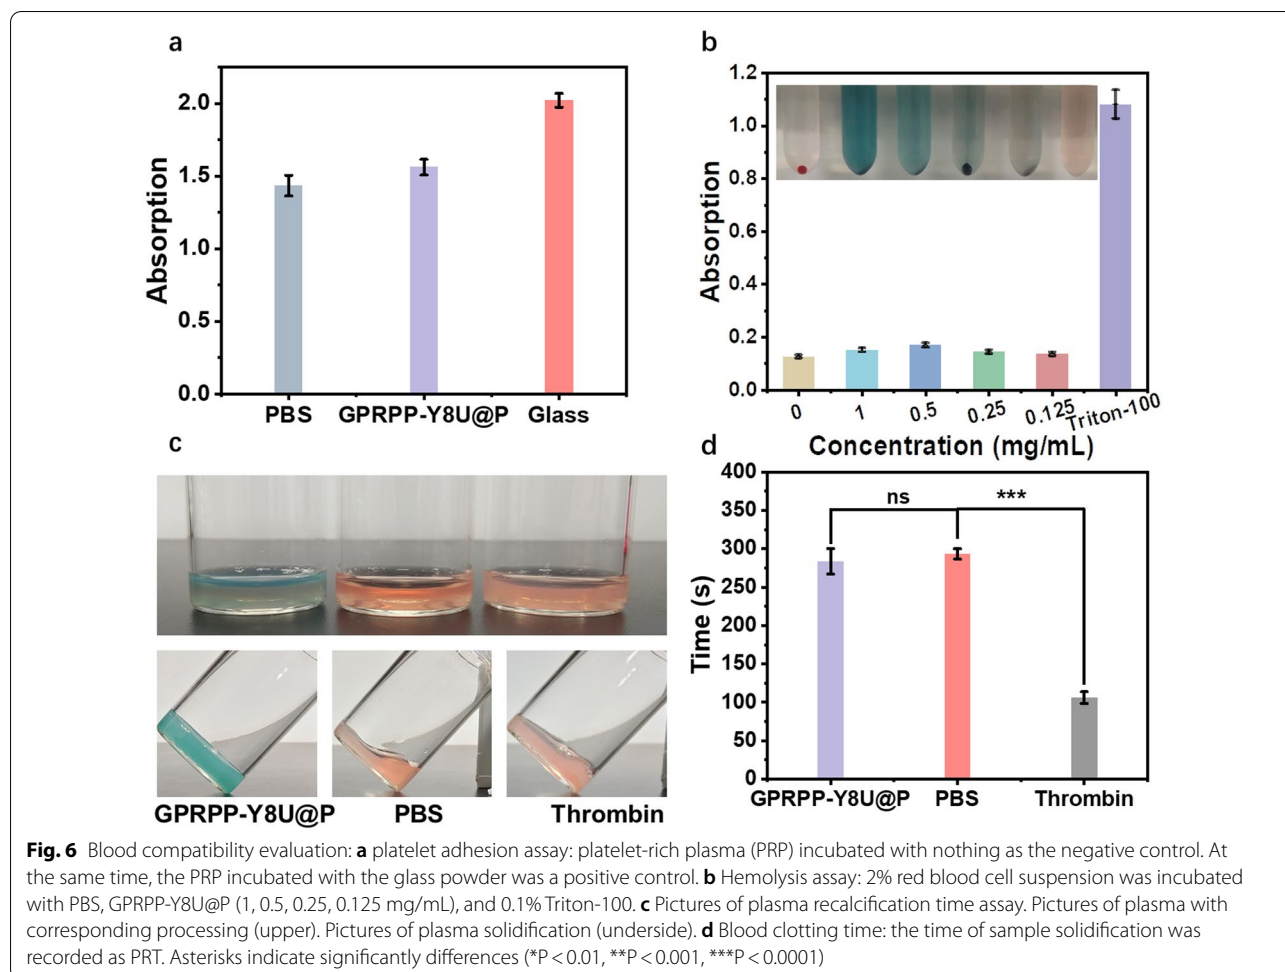 a
Absorption
2.0
1.5
1.0
0.5
0.0
PBS
GPRPP-Y8U@P
Glass
b
Absorption
1.2
1.0
0.8
0.6
0.4
0.2
0.0
0
1
0.5
0.25
0.125
Triton-100
Concentration (mg/mL)
c
GPRPP-Y8U@P
PBS
Thrombin
d
Time (s)
400
350
300
250
200
150
100
50
0
ns
***
GPRPP-Y8U@P
PBS
Thrombin
Fig. 6 Blood compatibility evaluation: a platelet adhesion assay: platelet-rich plasma (PRP) incubated with nothing as the negative control. At
the same time, the PRP incubated with the glass powder was a positive control. b Hemolysis assay: 2% red blood cell suspension was incubated
with PBS, GPRPP-Y8U@P (1, 0.5, 0.25, 0.125 mg/mL), and 0.1% Triton-100. c Pictures of plasma recalcification time assay. Pictures of plasma with
corresponding processing (upper). Pictures of plasma solidification (underside). d Blood clotting time: the time of sample solidification was
recorded as PRT. Asterisks indicate significantly differences (*P < 0.01, **P < 0.001, ***P < 0.0001)